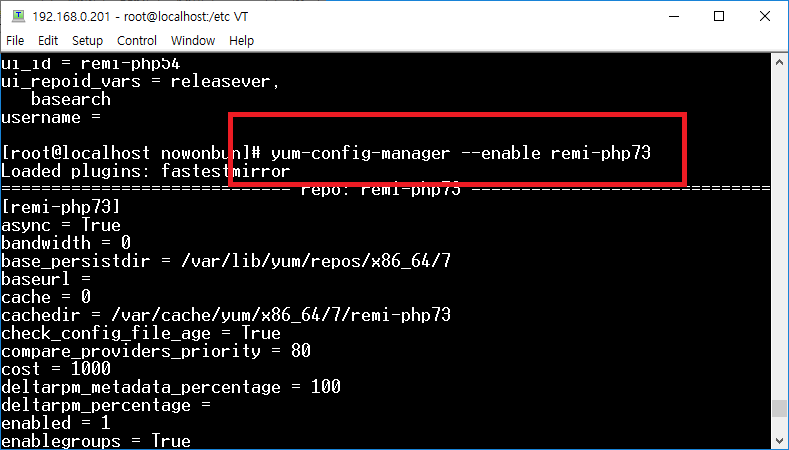 192.168.0.201 - root@localhost:/etc VT
File Edit Setup Control Window Help
ui_id = remi-php54
ui_repoid_vars = releasever,
   basearch
username =
[root@localhost nowonbun]# yum-config-manager --enable remi-php73
Loaded plugins: fastestmirror
============================== repo: remi-php73 ==============================
[remi-php73]
async = True
bandwidth = 0
base_persistdir = /var/lib/yum/repos/x86_64/7
baseurl =
cache = 0
cachedir = /var/cache/yum/x86_64/7/remi-php73
check_config_file_age = True
compare_providers_priority = 80
cost = 1000
deltarpm_metadata_percentage = 100
deltarpm_percentage =
enabled = 1
enablegroups = True